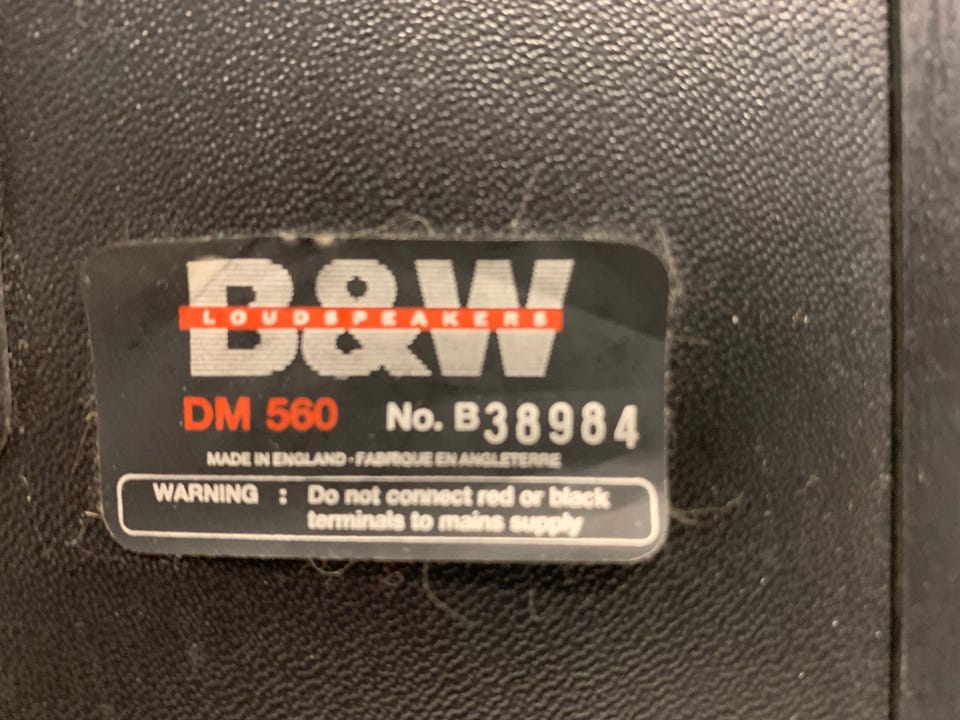 B&W
LOUDSPEAKERS
DM 560 No. B38984
MADE IN ENGLAND · FABRIQUE EN ANGLETERRE
WARNING : Do not connect red or black
terminals to mains supply